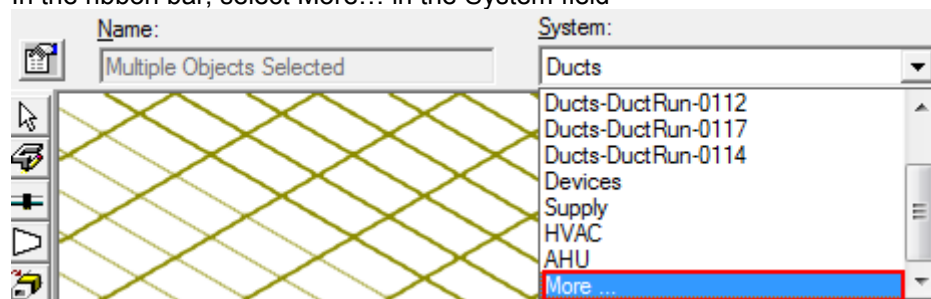 In the ribbon bar, select More… in the System field
Name:
System:
Multiple Objects Selected
Ducts
Ducts-DuctRun-0112
Ducts-DuctRun-0117
Ducts-DuctRun-0114
Devices
Supply
HVAC
AHU
More ...